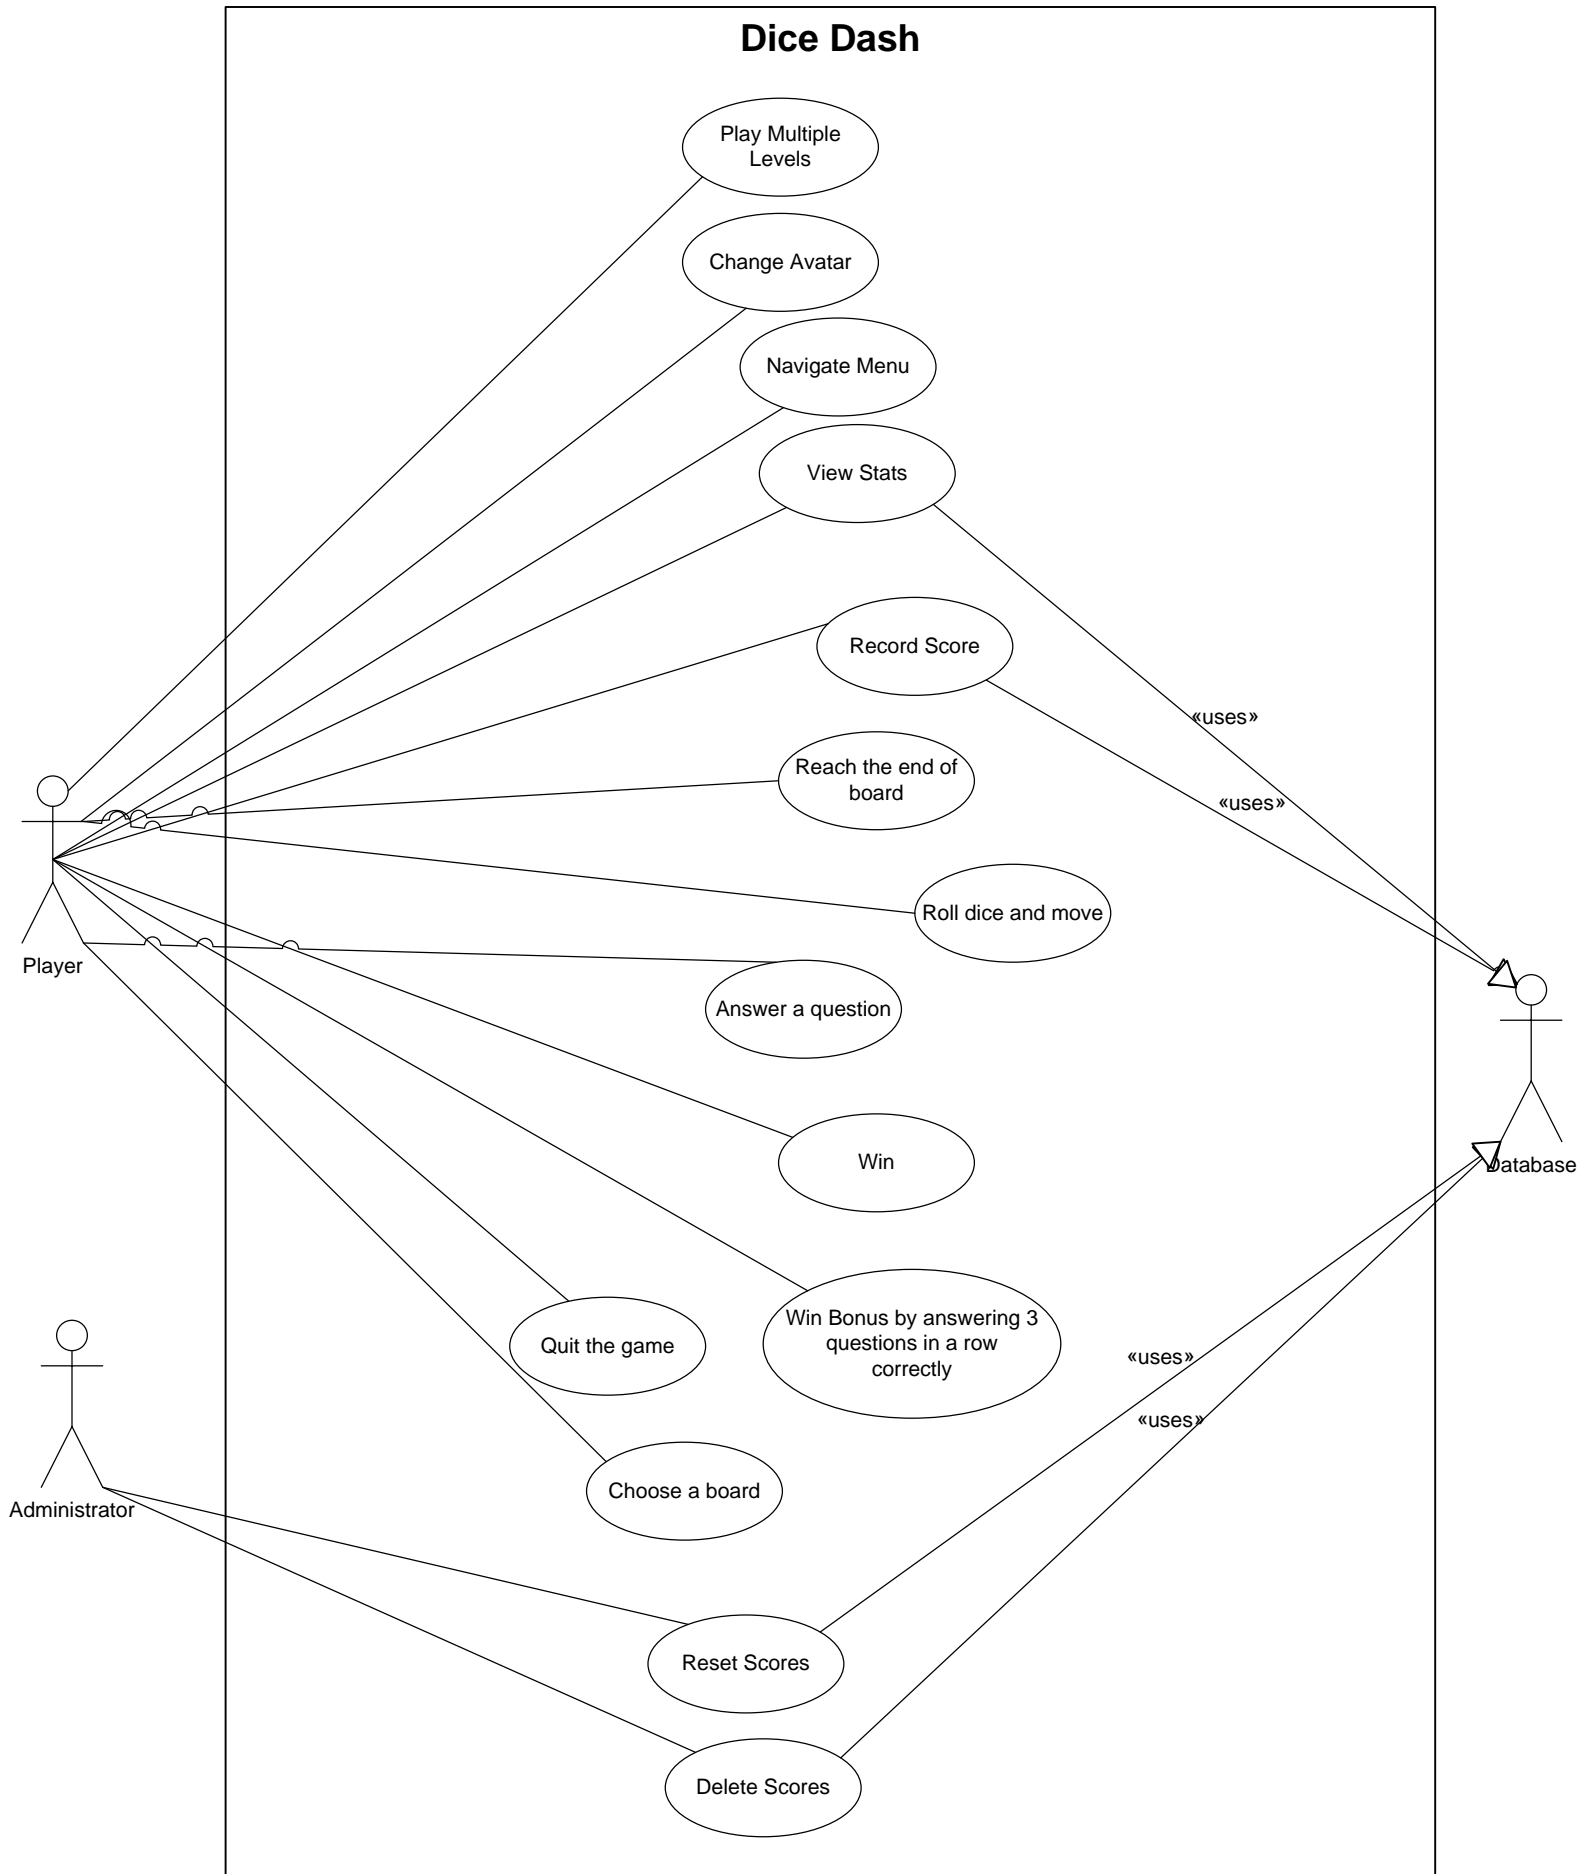 Dice Dash
Play Multiple
Levels
Change Avatar
Navigate Menu
View Stats
Record Score
«uses»
Reach the end of
board
«uses»
Roll dice and move
Player
Answer a question
Win
Database
Win Bonus by answering 3
questions in a row
correctly
Quit the game
«uses»
«uses»
Choose a board
Administrator
Reset Scores
Delete Scores